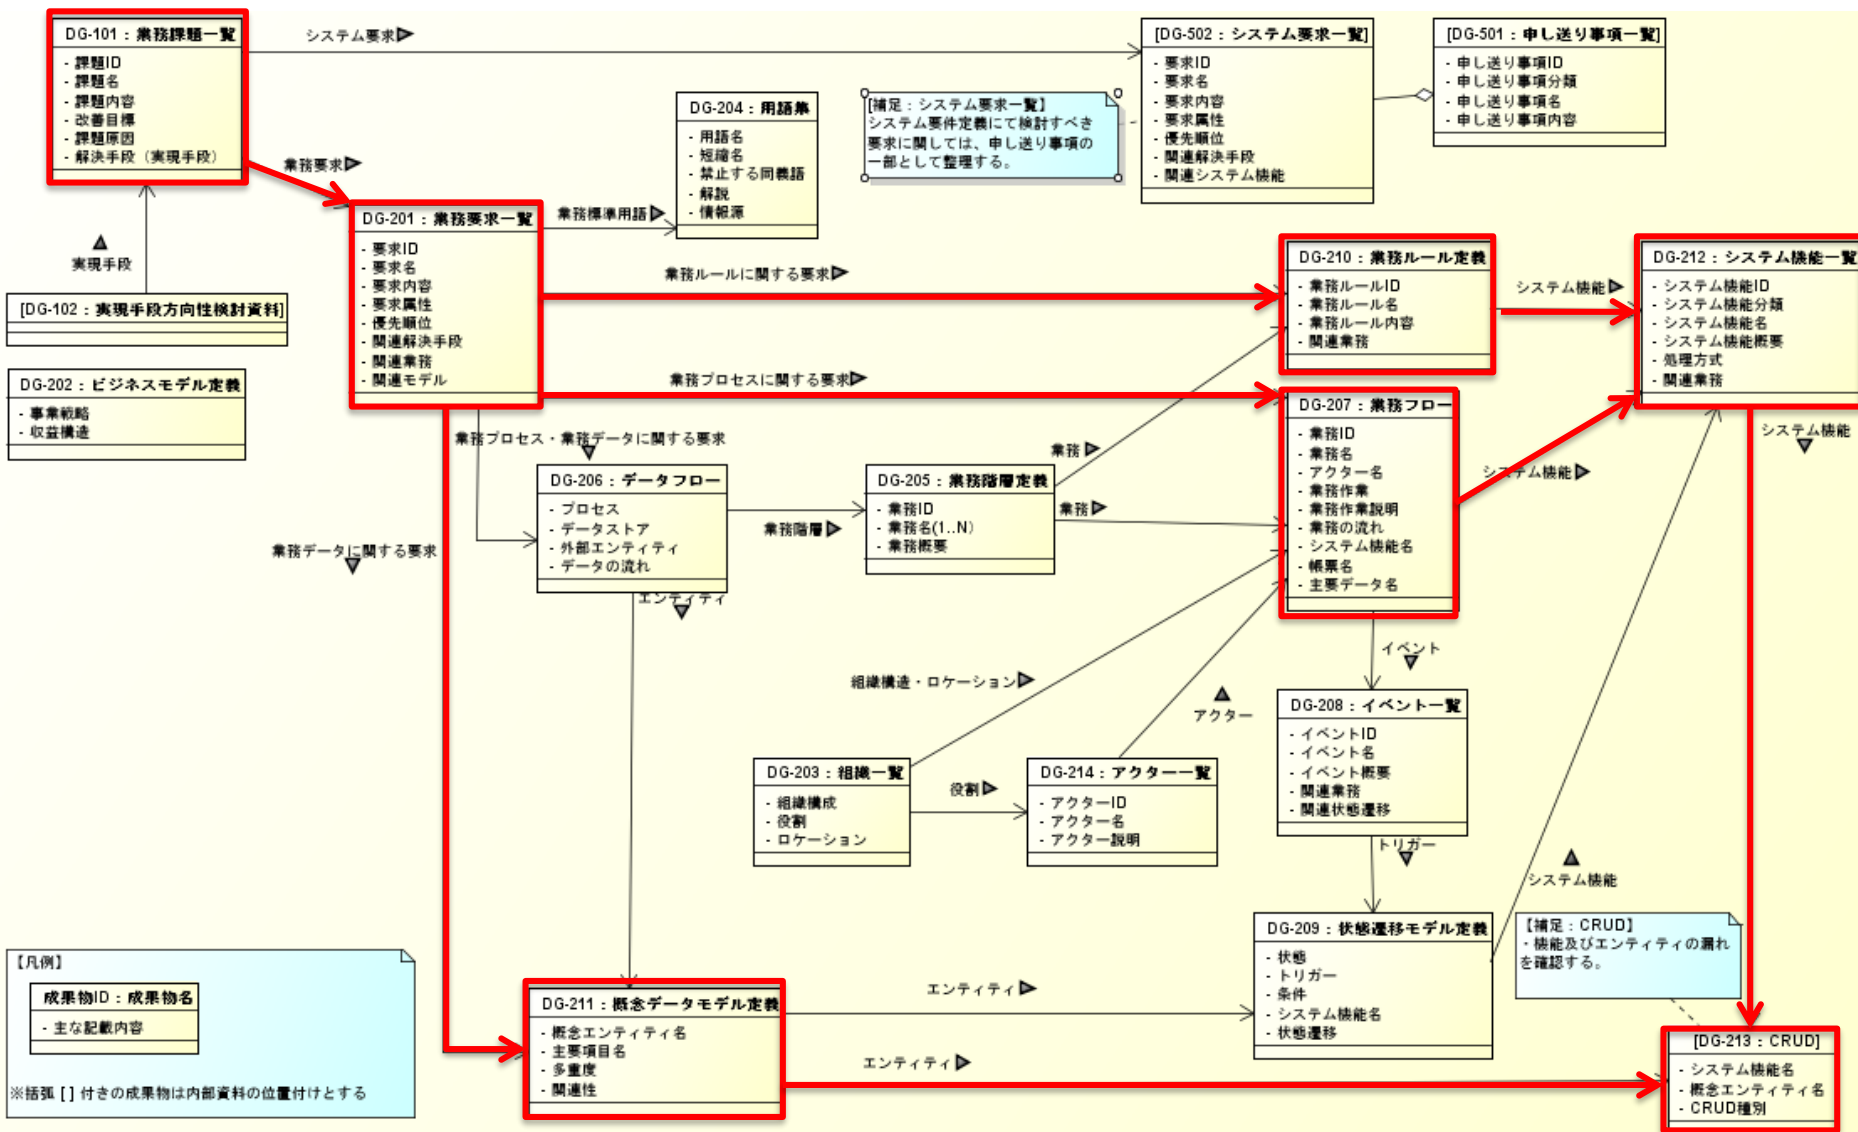 DG-101：業務課題一覧
- 課題ID
- 課題名
- 課題内容
- 改善目標
- 課題原因
- 解決手段（実現手段）
システム要求
[DG-502：システム要求一覧]
- 要求ID
- 要求名
- 要求内容
- 要求属性
- 優先順位
- 関連解決手段
- 関連システム機能
[DG-501：申し送り事項一覧]
- 申し送り事項ID
- 申し送り事項分類
- 申し送り事項名
- 申し送り事項内容
[補足：システム要求一覧】
システム要件定義にて検討すべき
要求に関しては、申し送り事項の
一部として整理する。
DG-204：用語集
- 用語名
- 短縮名
- 禁止する同義語
- 解説
- 情報源
業務要求
業務標準用語
実現手段
[DG-102：実現手段方向性検討資料]
DG-202：ビジネスモデル定義
- 事業戦略
- 収益構造
DG-201：業務要求一覧
- 要求ID
- 要求名
- 要求内容
- 要求属性
- 優先順位
- 関連解決手段
- 関連業務
- 関連モデル
業務ルールに関する要求
DG-210：業務ルール定義
- 業務ルールID
- 業務ルール名
- 業務ルール内容
- 関連業務
システム機能
DG-212：システム機能一覧
- システム機能ID
- システム機能分類
- システム機能名
- システム機能概要
- 処理方式
- 関連業務
業務プロセスに関する要求
DG-207：業務フロー
- 業務ID
- 業務名
- アクター名
- 業務作業
- 業務作業説明
- 業務の流れ
- システム機能名
- 帳票名
- 主要データ名
システム機能
システム機能
業務プロセス・業務データに関する要求
DG-206：データフロー
- プロセス
- データストア
- 外部エンティティ
- データの流れ
業務階層
DG-205：業務階層定義
- 業務ID
- 業務名(1..N）
- 業務概要
業務
業務
業務データに関する要求
エンティティ
組織構造・ロケーション
アクター
イベント
DG-208：イベント一覧
- イベントID
- イベント名
- イベント概要
- 関連業務
- 関連状態遷移
DG-203：組織一覧
- 組織構成
- 役割
- ロケーション
役割
DG-214：アクター一覧
- アクターID
- アクター名
- アクター説明
トリガー
システム機能
DG-209：状態遷移モデル定義
- 状態
- トリガー
- 条件
- システム機能名
- 状態遷移
【補足：CRUD】
・機能及びエンティティの漏れ
を確認する。
【凡例】
成果物ID：成果物名
- 主な記載内容
※括弧 [ ] 付きの成果物は内部資料の位置付けとする
DG-211：概念データモデル定義
- 概念エンティティ名
- 主要項目名
- 多重度
- 関連性
エンティティ
エンティティ
[DG-213：CRUD]
- システム機能名
- 概念エンティティ名
- CRUD種別